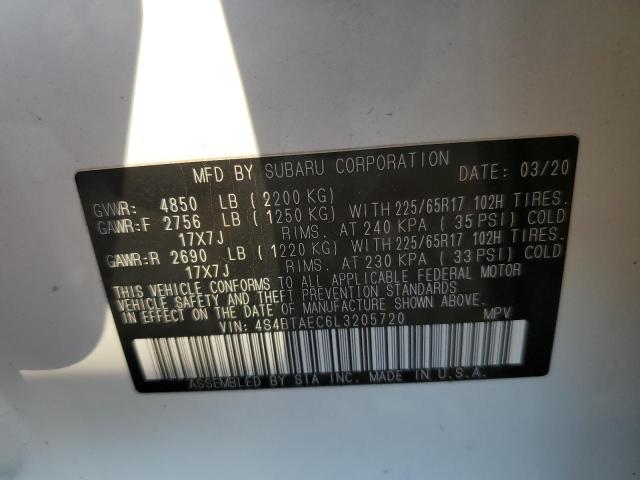 MFD BY SUBARU CORPORATION DATE: 03/20
GVWR: 4850 LB (2200 KG)
GAWR:F 2756 LB (1250 KG) WITH 225/65R17 102H TIRES.
17X7J RIMS. AT 240 KPA (35 PSI) COLD
GAWR:R 2690 LB (1220 KG) WITH 225/65R17 102H TIRES.
17X7J RIMS. AT 230 KPA (33 PSI) COLD
THIS VEHICLE CONFORMS TO ALL APPLICABLE FEDERAL MOTOR
VEHICLE SAFETY AND THEFT PREVENTION STANDARDS
IN EFFECT ON THE DATE OF MANUFACTURE SHOWN ABOVE.
VIN: 4S4BTAEC6L3205720 MPV
ASSEMBLED BY SIA INC. MADE IN U.S.A.